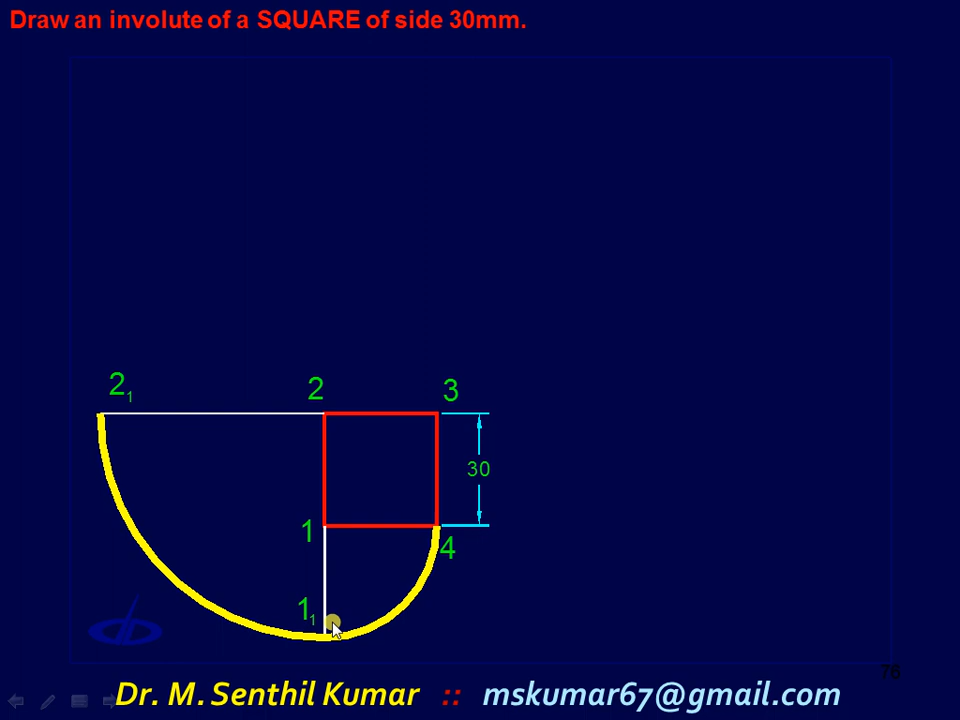 Draw an involute of a SQUARE of side 30mm.
2₁ 2 3
30
1 4
1₁
76
Dr. M. Senthil Kumar :: mskumar67@gmail.com